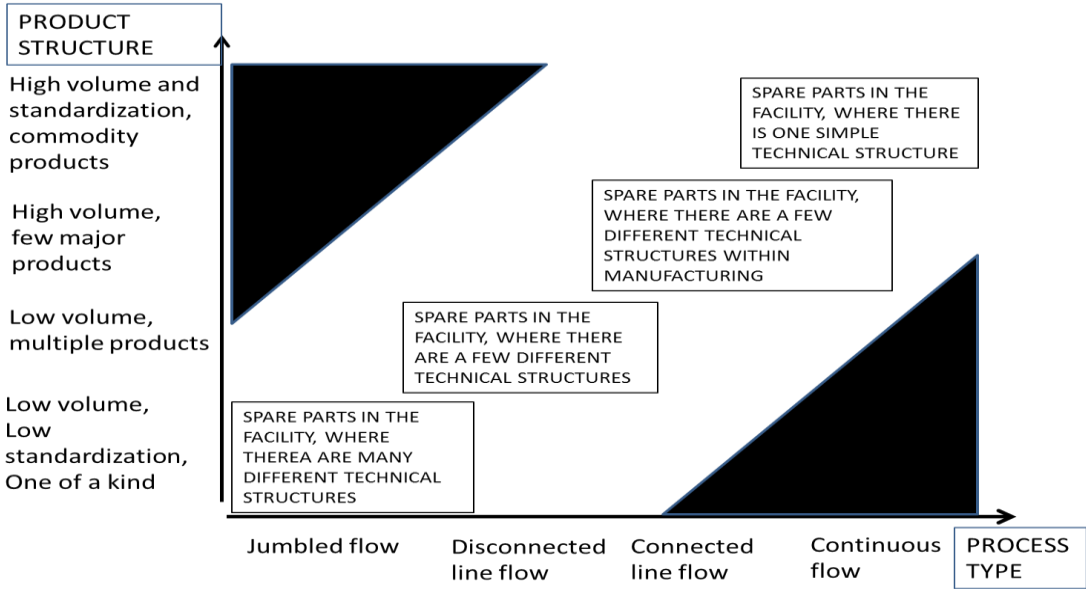 PRODUCT
STRUCTURE
High volume and
standardization,
commodity
products
High volume,
few major
products
Low volume,
multiple products
Low volume,
Low
standardization,
One of a kind
SPARE PARTS IN THE
FACILITY, WHERE THERE
IS ONE SIMPLE
TECHNICAL STRUCTURE
SPARE PARTS IN THE FACILITY,
WHERE THERE ARE A FEW
DIFFERENT TECHNICAL
STRUCTURES WITHIN
MANUFACTURING
SPARE PARTS IN THE
FACILITY, WHERE THERE
ARE A FEW DIFFERENT
TECHNICAL STRUCTURES
SPARE PARTS IN THE
FACILITY, WHERE
THEREA ARE MANY
DIFFERENT TECHNICAL
STRUCTURES
Jumbled flow
Disconnected
line flow
Connected
line flow
Continuous
flow
PROCESS
TYPE